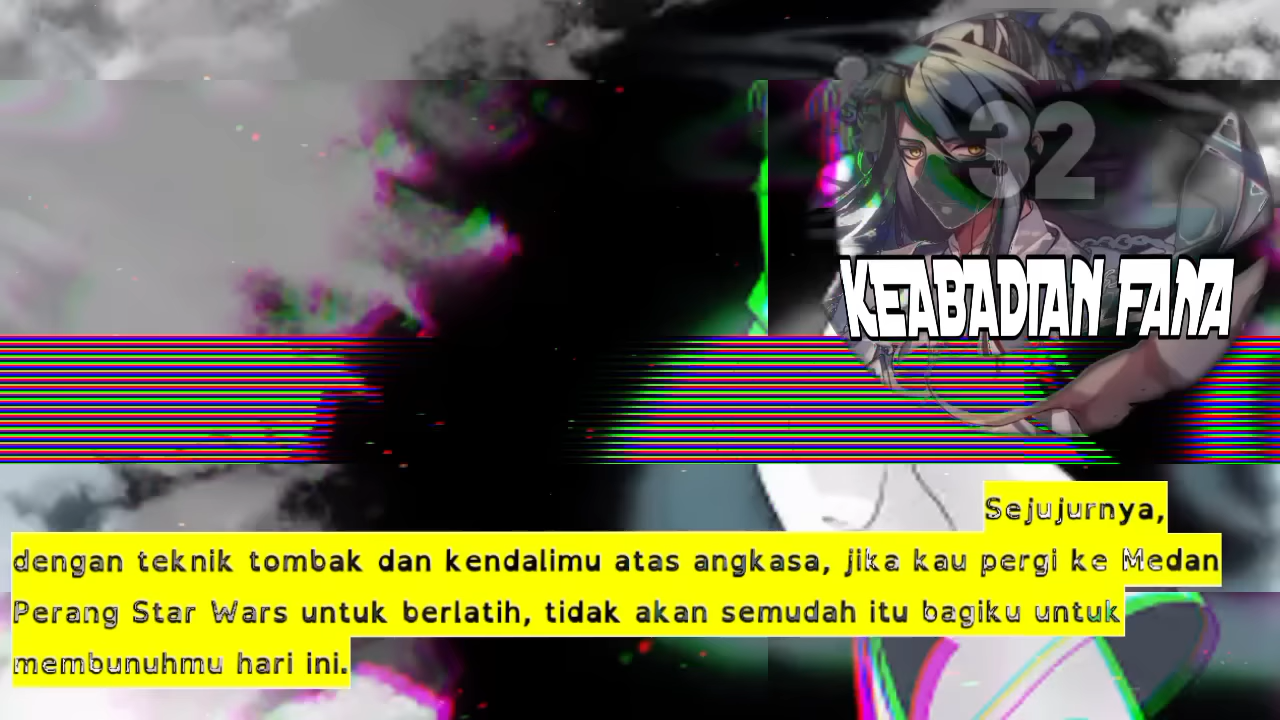 32
KEABADIAN FANA
Sejujurnya,
dengan teknik tombak dan kendalimu atas angkasa, jika kau pergi ke Medan
Perang Star Wars untuk berlatih, tidak akan semudah itu bagiku untuk
membunuhmu hari ini.